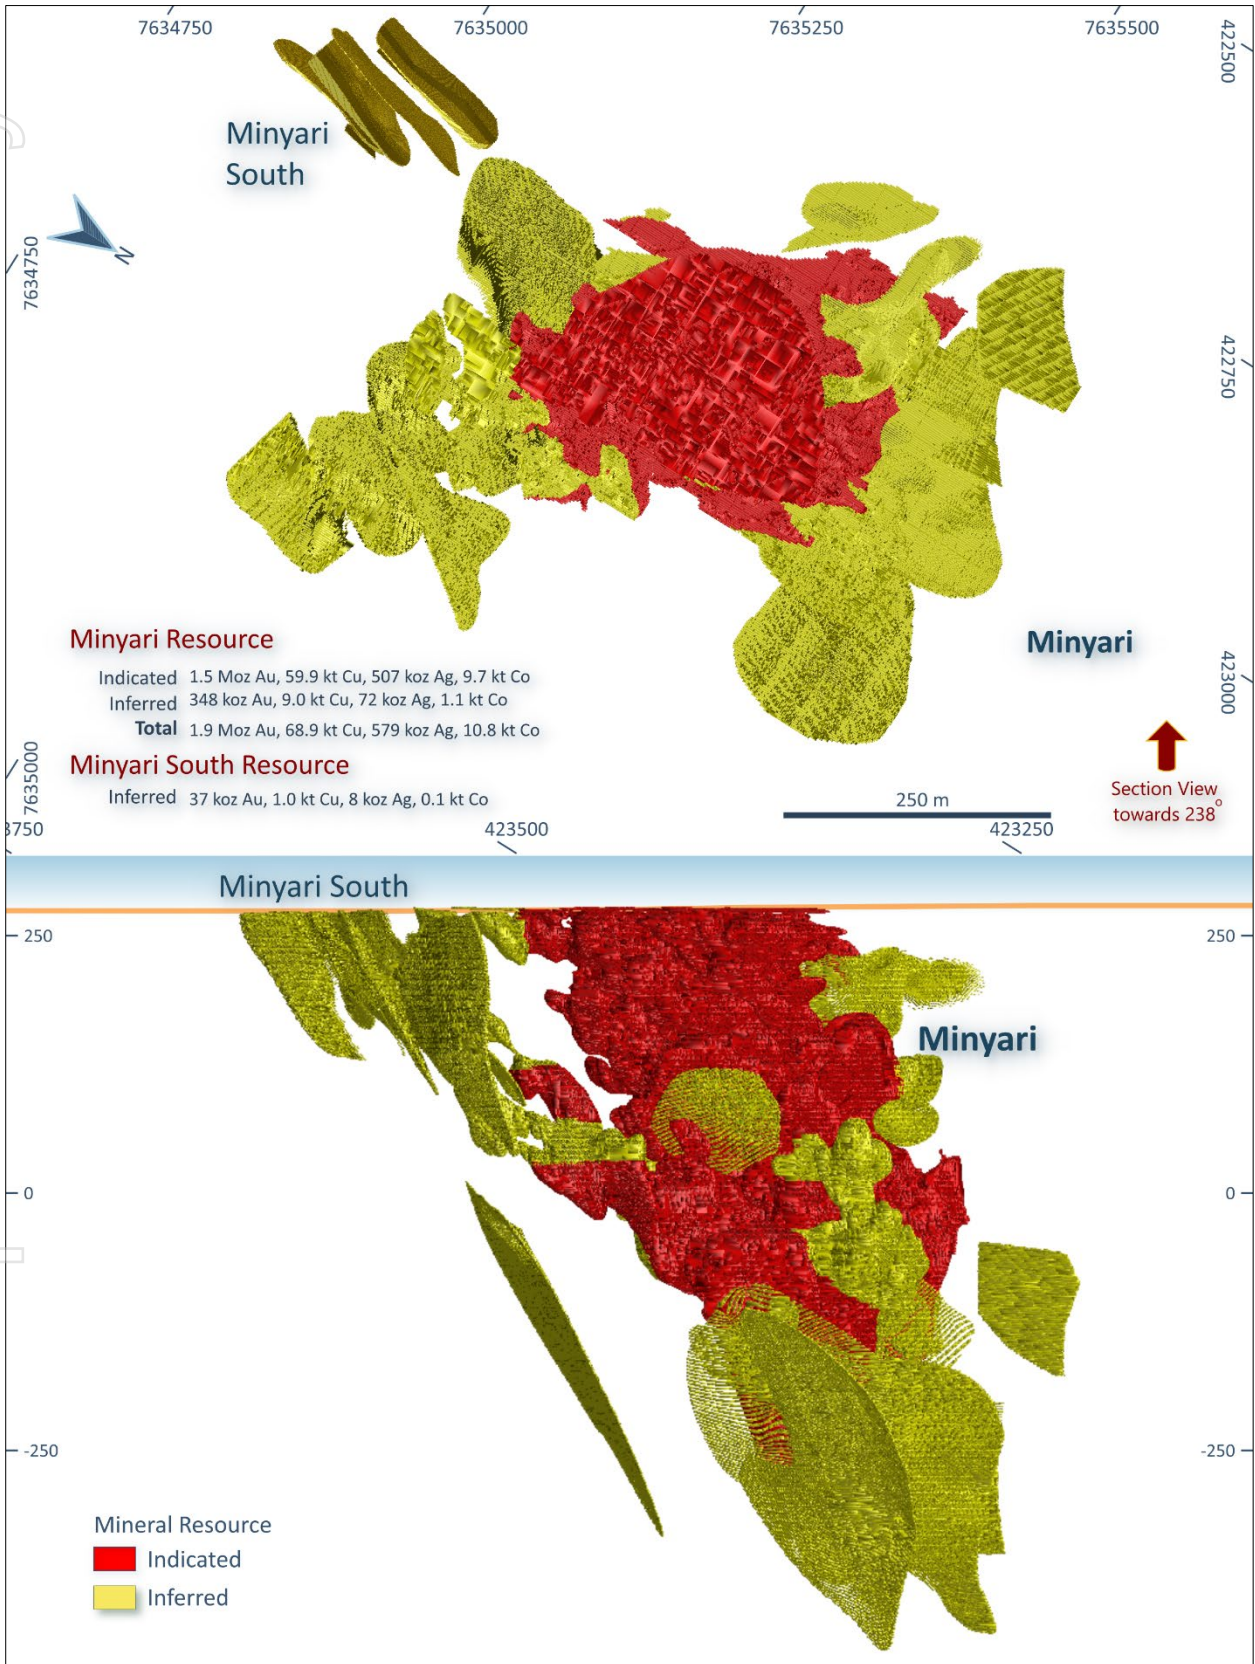 7634750 7635000 7635250 7635500
422500
Minyari
South
N
7634750
422750
Minyari
423000
Minyari Resource
Indicated 1.5 Moz Au, 59.9 kt Cu, 507 koz Ag, 9.7 kt Co
Inferred 348 koz Au, 9.0 kt Cu, 72 koz Ag, 1.1 kt Co
Total 1.9 Moz Au, 68.9 kt Cu, 579 koz Ag, 10.8 kt Co
Minyari South Resource
Inferred 37 koz Au, 1.0 kt Cu, 8 koz Ag, 0.1 kt Co
7635000
250 m
Section View
towards 238°
3750 423500 423250
Minyari South
250 250
Minyari
0 0
-250 -250
Mineral Resource
Indicated
Inferred